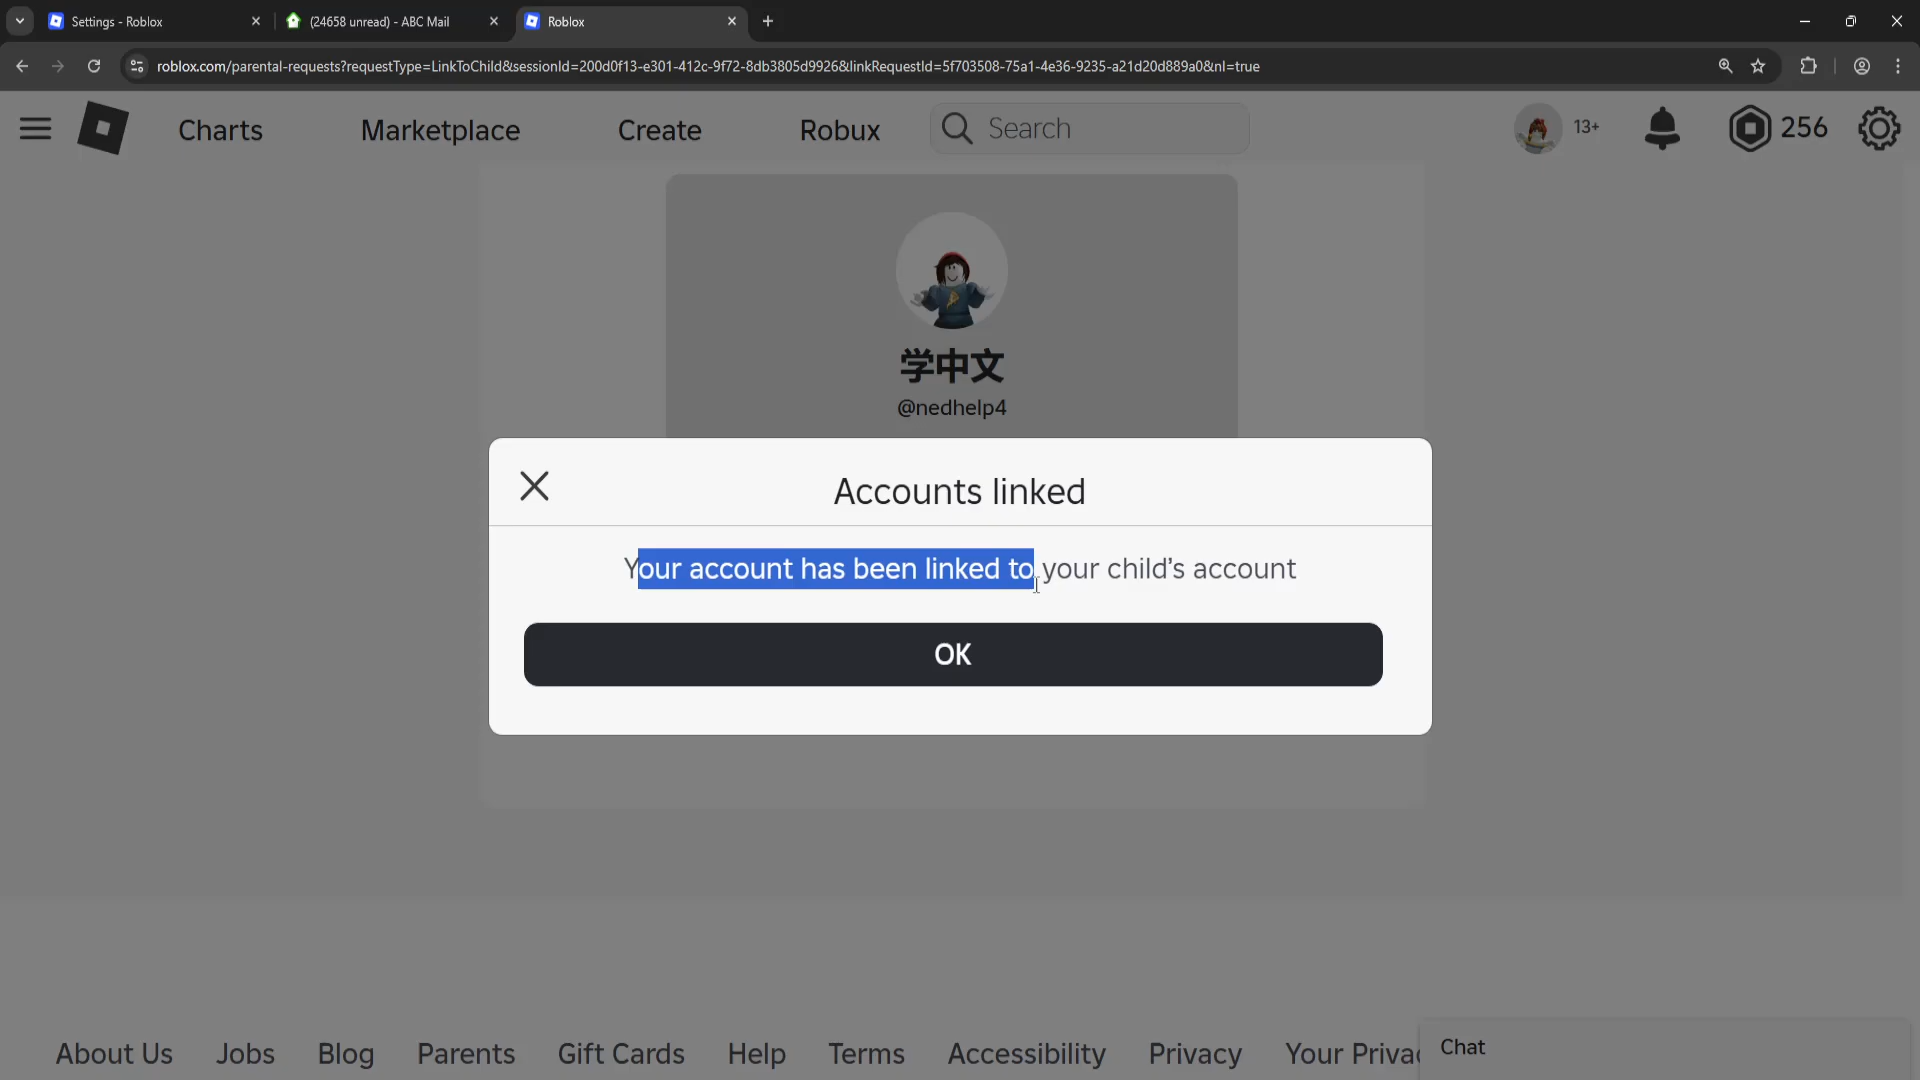 Settings - Roblox
(24658 unread) - ABC Mail
Roblox
roblox.com/parental-requests?requestType=LinkToChild&sessionId=200d0f13-e301-412c-9f72-8db3805d9926&linkRequestId=5f703508-75a1-4e36-9235-a21d20d889a0&nl=true
Charts
Marketplace
Create
Robux
Search
13+
256
学中文
@nedhelp4
Accounts linked
Your account has been linked to your child's account
OK
About Us
Jobs
Blog
Parents
Gift Cards
Help
Terms
Accessibility
Privacy
Your Privac
Chat